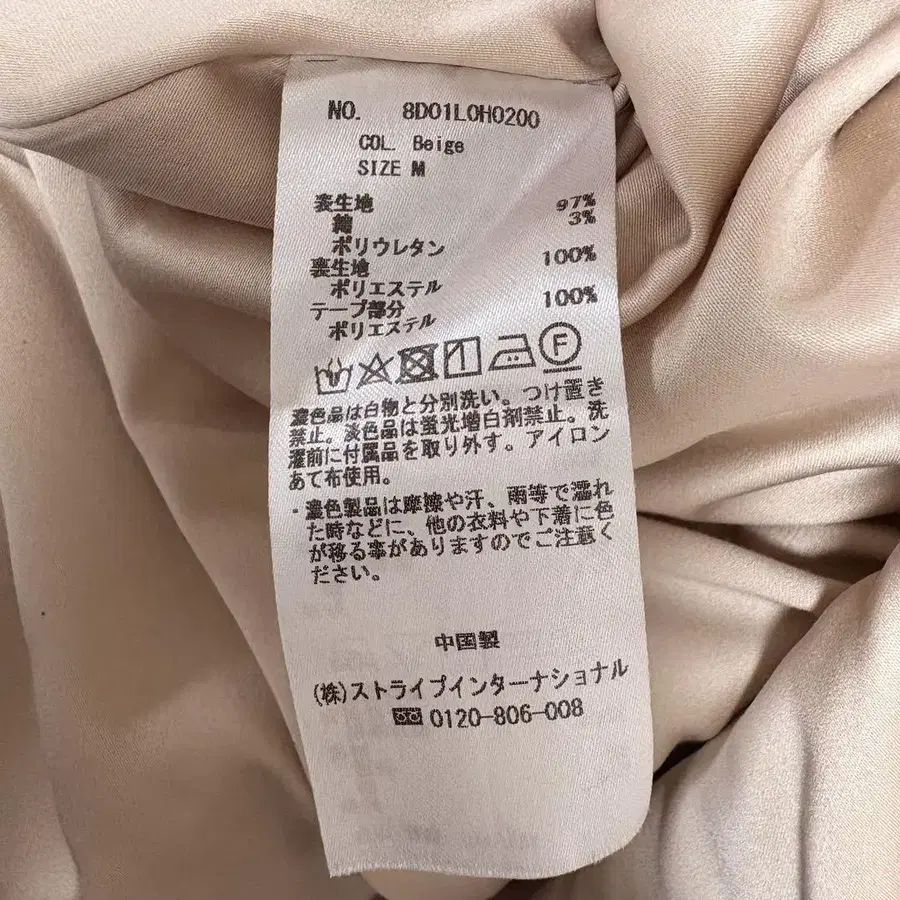 NO. 8D01L0H0200
COL. Beige
SIZE M
表生地
綿 97%
ポリウレタン 3%
裏生地
ポリエステル 100%
テープ部分
ポリエステル 100%
F
濃色品は白物と分別洗い。つけ置き
禁止。淡色品は蛍光増白剤禁止。洗
濯前に付属品を取り外す。アイロン
あて布使用。
・濃色製品は摩擦や汗、雨等で濡れ
た時などに、他の衣料や下着に色
が移る事がありますのでご注意く
ださい。
中国製
(株)ストライプインターナショナル
0120-806-008